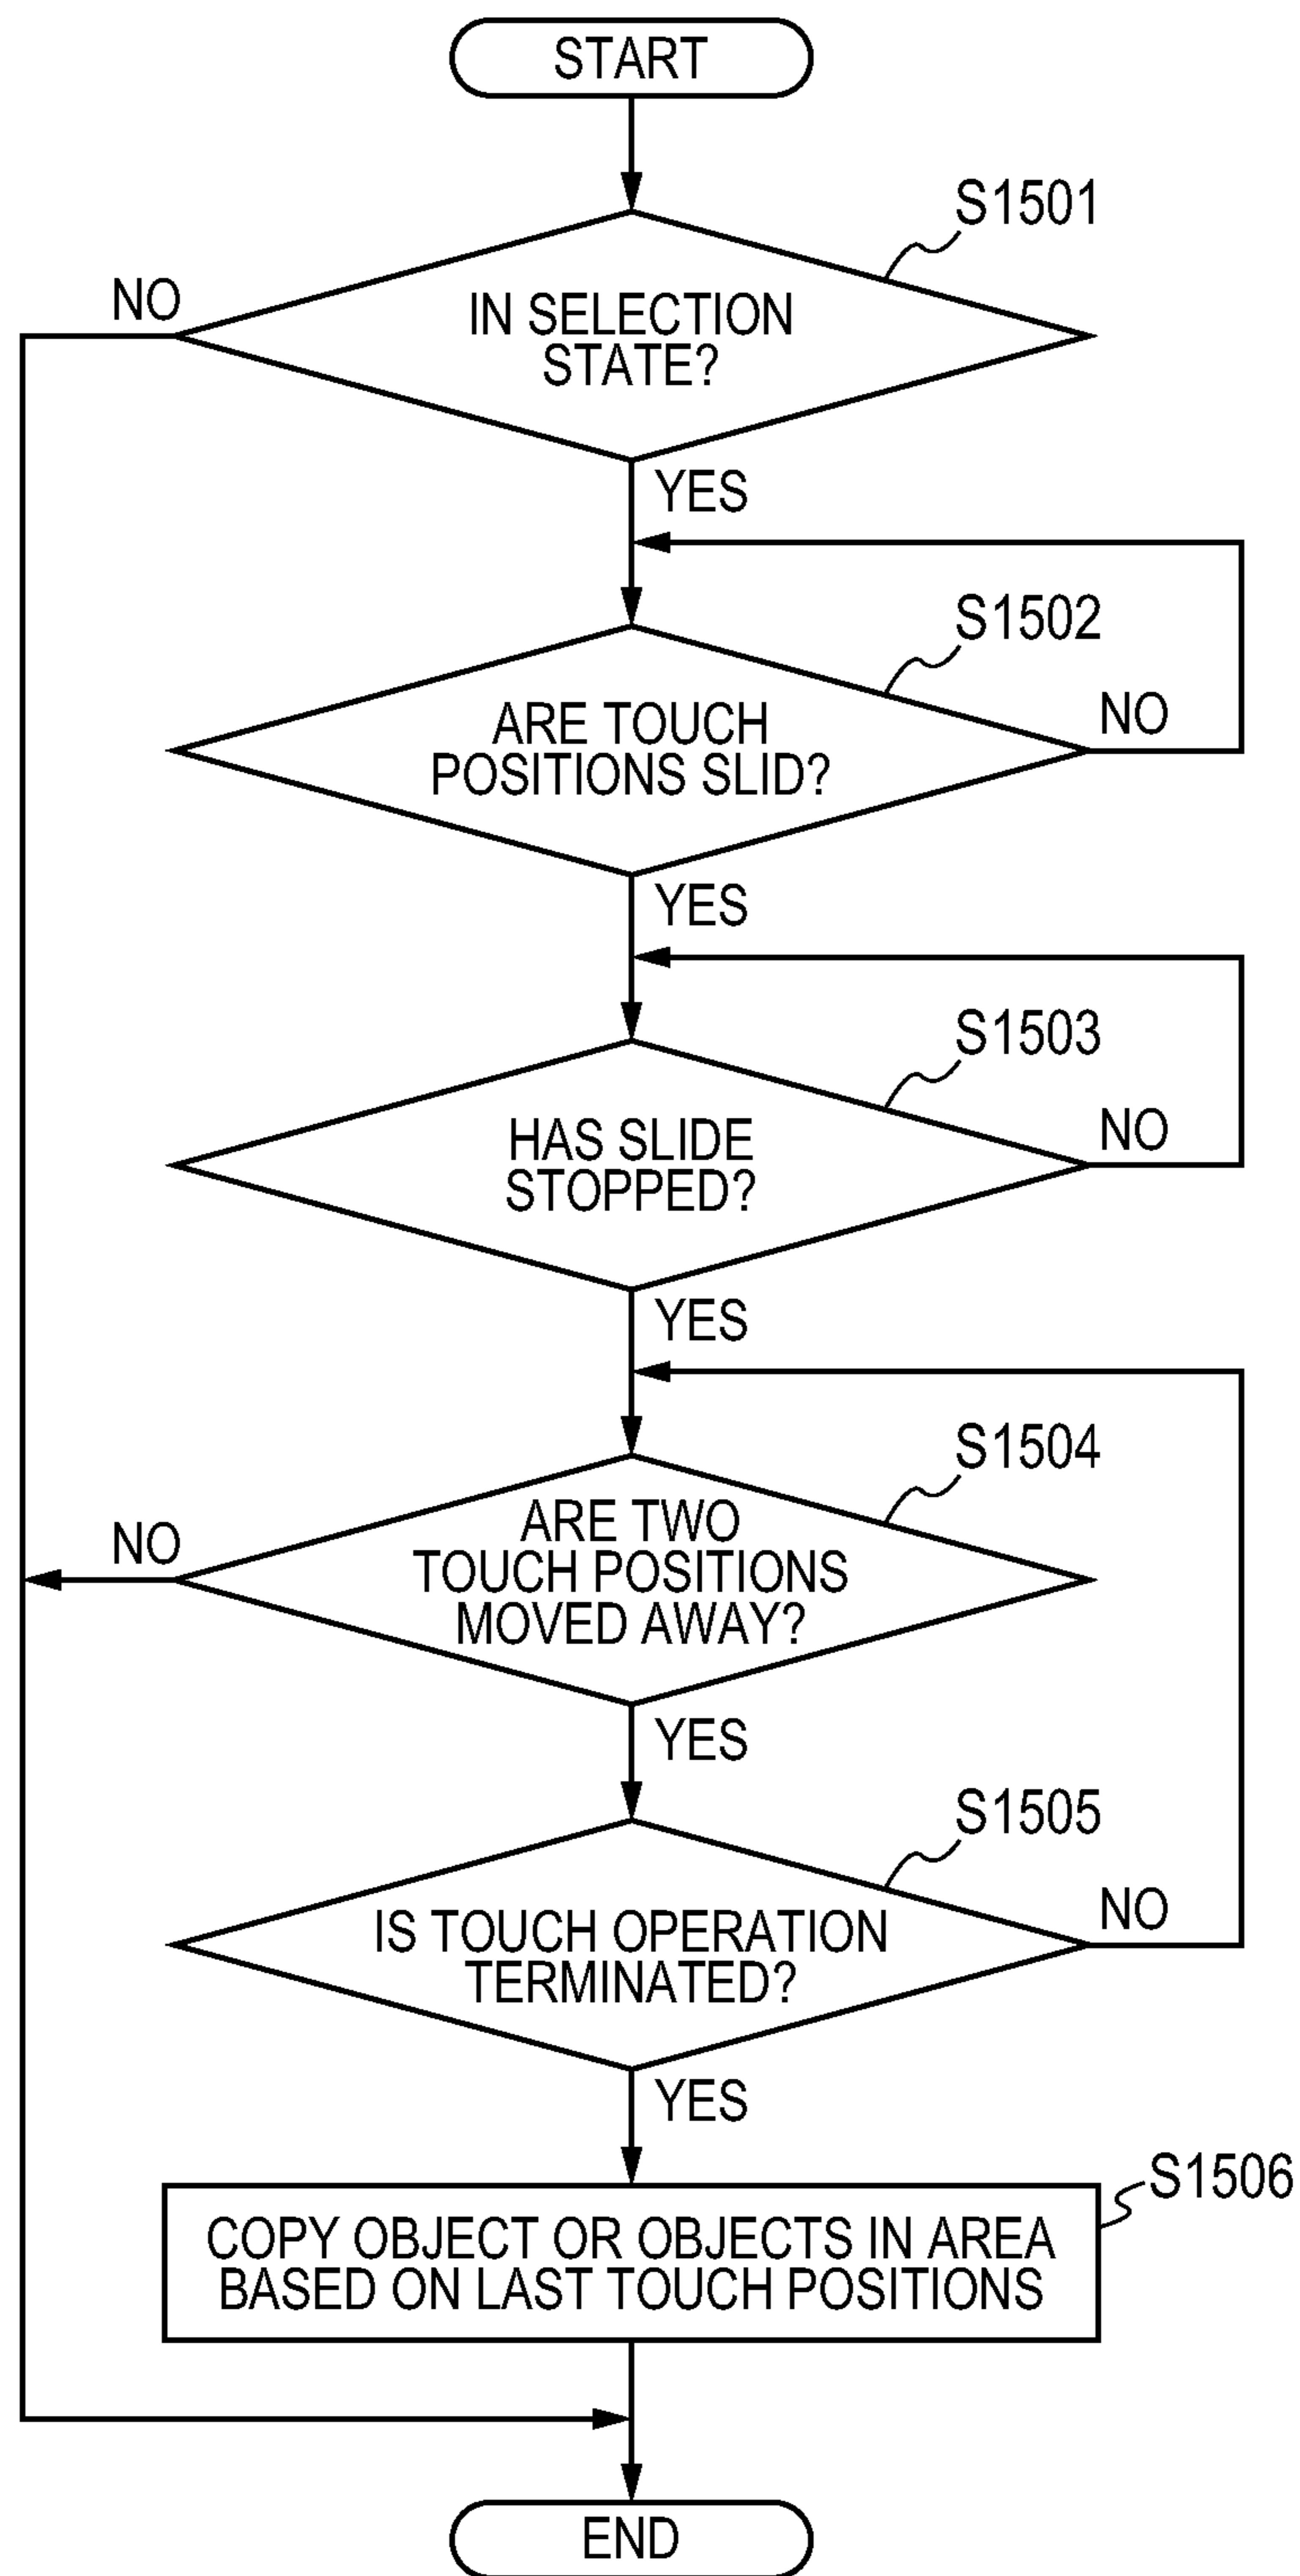 START
S1501
NO
IN SELECTION
STATE?
YES
S1502
ARE TOUCH
POSITIONS SLID?
NO
YES
S1503
HAS SLIDE
STOPPED?
NO
YES
S1504
NO
ARE TWO
TOUCH POSITIONS
MOVED AWAY?
YES
S1505
IS TOUCH OPERATION
TERMINATED?
NO
YES
S1506
COPY OBJECT OR OBJECTS IN AREA
BASED ON LAST TOUCH POSITIONS
END